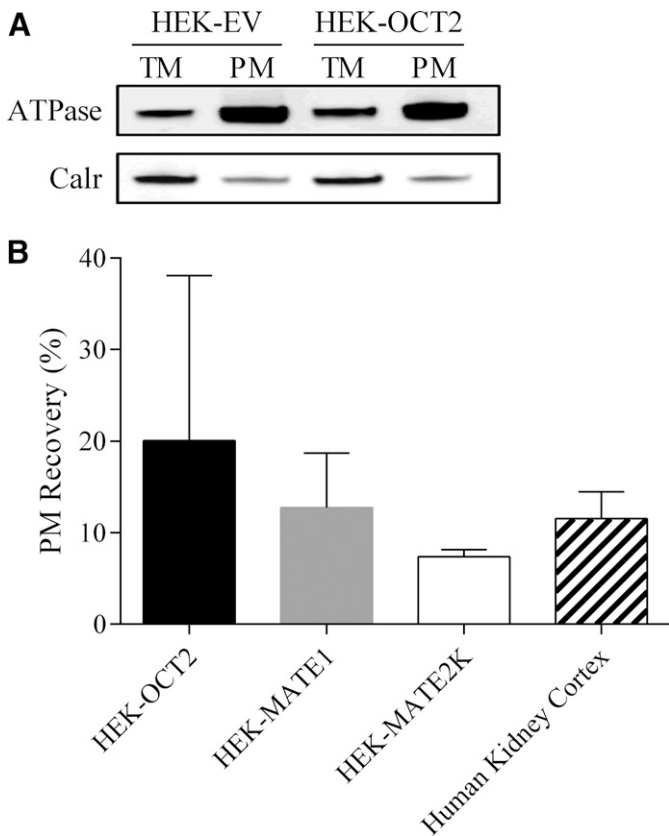 A
HEK-EV HEK-OCT2
TM PM TM PM
ATPase
Calr
B
PM Recovery (%)
40
30
20
10
0
HEK-OCT2
HEK-MATE1
HEK-MATE2K
Human Kidney Cortex